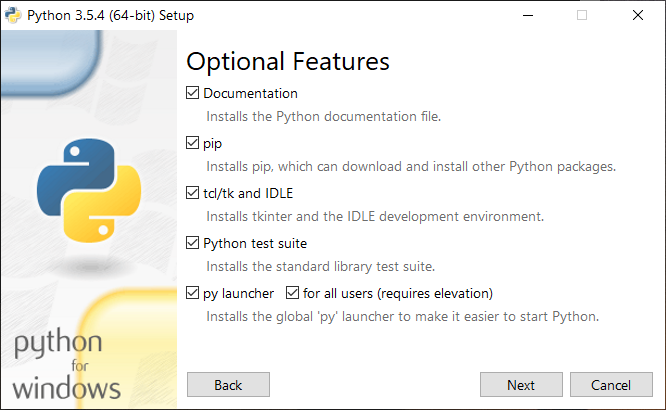 Python 3.5.4 (64-bit) Setup
Optional Features
Documentation
Installs the Python documentation file.
pip
Installs pip, which can download and install other Python packages.
tcl/tk and IDLE
Installs tkinter and the IDLE development environment.
Python test suite
Installs the standard library test suite.
py launcher for all users (requires elevation)
Installs the global 'py' launcher to make it easier to start Python.
python
for
windows
Back Next Cancel